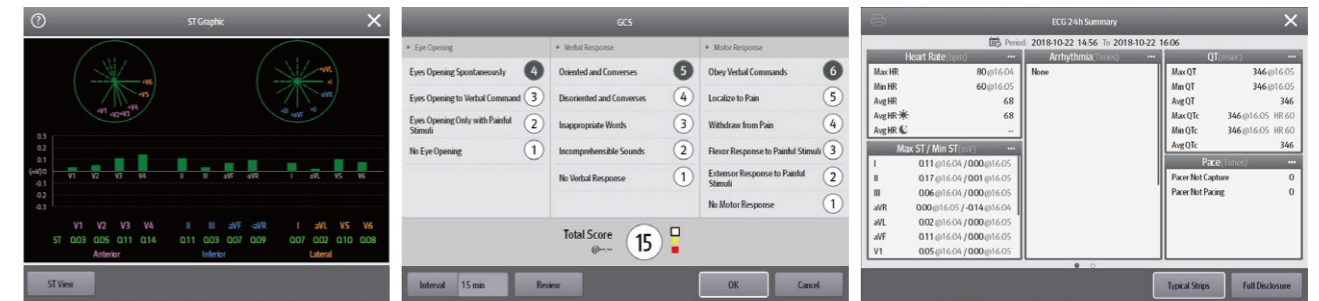 ST Graphic
V6
V5
V1 V2 V3 V4
aVL
I
II aVF III
0.3
0.2
0.1
(mV)0
-0.1
-0.2
-0.3
V1 V2 V3 V4 II III aVF -aVR I aVL V5 V6
V1 V2 V3 V4 II III aVF -aVR I aVL V5 V6
ST 0.03 0.05 0.11 0.14 0.11 0.03 0.07 0.09 0.07 0.02 0.10 0.08
Anterior Inferior Lateral
ST View
GCS
Eye Opening
Eyes Opening Spontaneously 4
Eyes Opening to Verbal Command 3
Eyes Opening Only with Painful
Stimuli 2
No Eye Opening 1
Verbal Response
Oriented and Converses 5
Disoriented and Converses 4
Inappropriate Words 3
Incomprehensible Sounds 2
No Verbal Response 1
Motor Response
Obey Verbal Commands 6
Localize to Pain 5
Withdraw from Pain 4
Flexor Response to Painful Stimuli 3
Extensor Response to Painful
Stimuli 2
No Motor Response 1
Total Score 15
@--:--
Interval 15 min Review OK Cancel
ECG 24h Summary
Period 2018-10-22 14:56 To 2018-10-22 16:06
Heart Rate(bpm)
Max HR 80@16:04
Min HR 60@16:05
Avg HR 68
Avg HR 68
Avg HR --
Max ST / Min ST(mV)
I 0.11@16:04 / 0.00@16:05
II 0.17@16:04 / 0.01@16:05
III 0.06@16:04 / 0.00@16:05
aVR 0.00@16:05 / -0.14@16:04
aVL 0.02@16:04 / 0.00@16:05
aVF 0.11@16:04 / 0.00@16:05
V1 0.05@16:04 / 0.00@16:05
Arrhythmia(Times)
None
QT(msec)
Max QT 346@16:05
Min QT 346@16:05
Avg QT 346
Max QTc 346@16:05 HR 60
Min QTc 346@16:05 HR 60
Avg QTc 346
Pace(Times)
Pacer Not Capture 0
Pacer Not Pacing 0
Typical Strips Full Disclosure